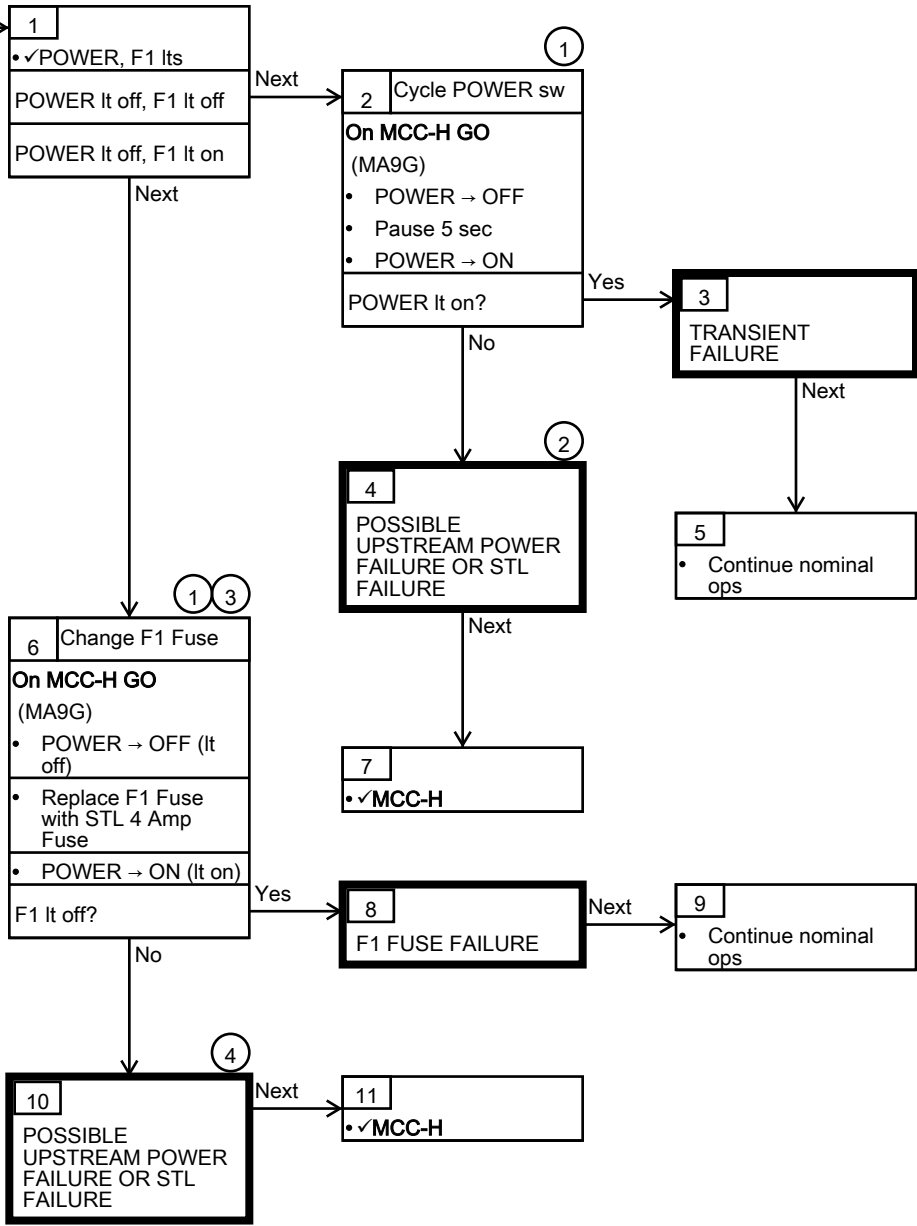 1
• ✓POWER, F1 lts
POWER lt off, F1 lt off
POWER lt off, F1 lt on
Next
Next
1
2
Cycle POWER sw
On MCC-H GO
(MA9G)
• POWER → OFF
• Pause 5 sec
• POWER → ON
POWER lt on?
Yes
No
3
TRANSIENT
FAILURE
Next
2
4
POSSIBLE
UPSTREAM POWER
FAILURE OR STL
FAILURE
Next
5
• Continue nominal
ops
1
3
6
Change F1 Fuse
On MCC-H GO
(MA9G)
• POWER → OFF (lt
off)
• Replace F1 Fuse
with STL 4 Amp
Fuse
• POWER → ON (lt on)
F1 lt off?
Yes
No
7
• ✓MCC-H
8
F1 FUSE FAILURE
Next
9
• Continue nominal
ops
4
10
POSSIBLE
UPSTREAM POWER
FAILURE OR STL
FAILURE
Next
11
• ✓MCC-H